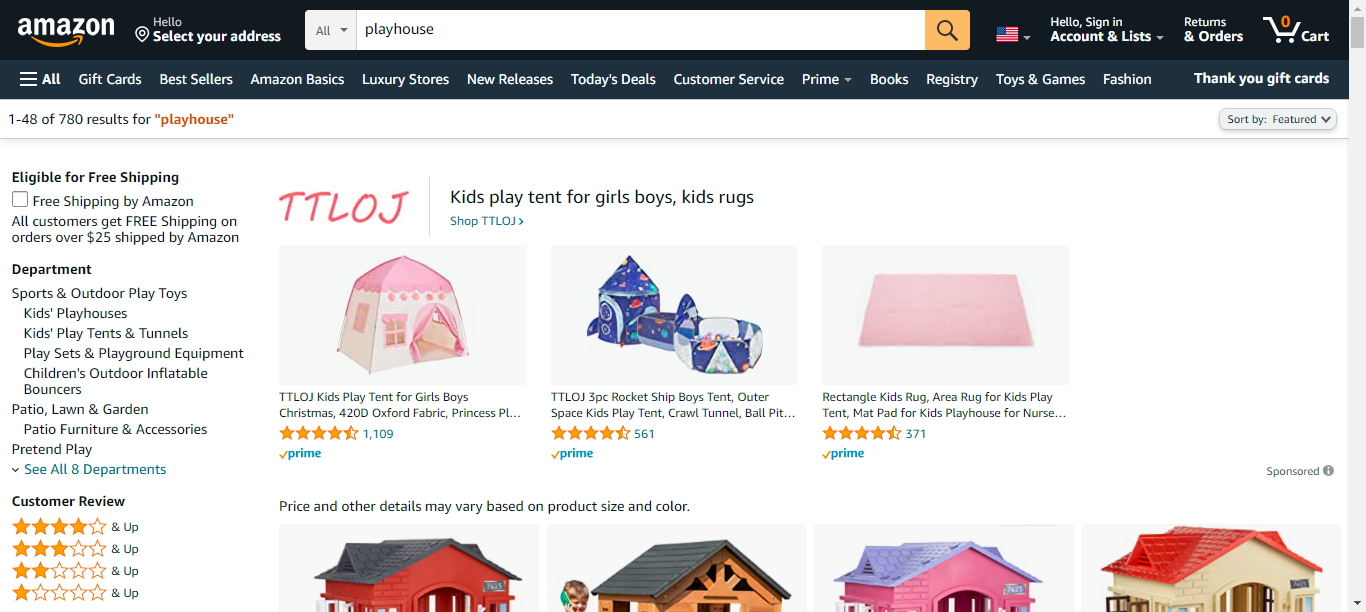 amazon
Hello
Select your address
All
playhouse
Hello, Sign in
Account & Lists
Returns
& Orders
0
Cart
All
Gift Cards
Best Sellers
Amazon Basics
Luxury Stores
New Releases
Today's Deals
Customer Service
Prime
Books
Registry
Toys & Games
Fashion
Thank you gift cards
1-48 of 780 results for "playhouse"
Sort by: Featured
Eligible for Free Shipping
Free Shipping by Amazon
All customers get FREE Shipping on
orders over $25 shipped by Amazon
Department
Sports & Outdoor Play Toys
Kids' Playhouses
Kids' Play Tents & Tunnels
Play Sets & Playground Equipment
Children's Outdoor Inflatable
Bouncers
Patio, Lawn & Garden
Patio Furniture & Accessories
Pretend Play
See All 8 Departments
Customer Review
& Up
& Up
& Up
& Up
TTLOJ
Kids play tent for girls boys, kids rugs
Shop TTLOJ
TTLOJ Kids Play Tent for Girls Boys
Christmas, 420D Oxford Fabric, Princess Pl…
1,109
prime
TTLOJ 3pc Rocket Ship Boys Tent, Outer
Space Kids Play Tent, Crawl Tunnel, Ball Pit…
561
prime
Rectangle Kids Rug, Area Rug for Kids Play
Tent, Mat Pad for Kids Playhouse for Nurse…
371
prime
Sponsored
Price and other details may vary based on product size and color.
7425
7425
7425